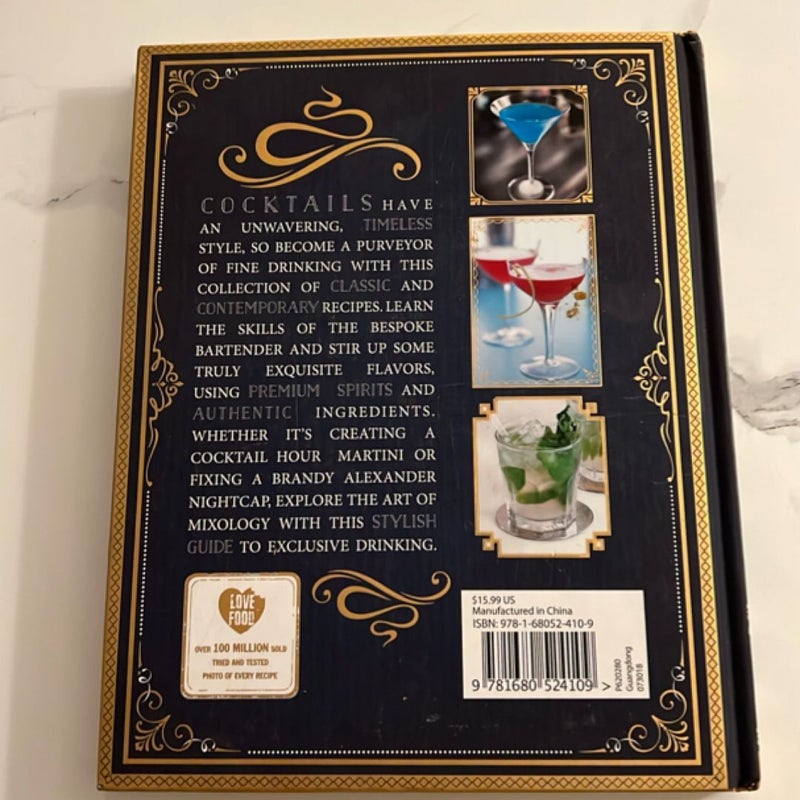 COCKTAILS HAVE
AN UNWAVERING, TIMELESS
STYLE, SO BECOME A PURVEYOR
OF FINE DRINKING WITH THIS
COLLECTION OF CLASSIC AND
CONTEMPORARY RECIPES. LEARN
THE SKILLS OF THE BESPOKE
BARTENDER AND STIR UP SOME
TRULY EXQUISITE FLAVORS,
USING PREMIUM SPIRITS AND
AUTHENTIC INGREDIENTS.
WHETHER IT'S CREATING A
COCKTAIL HOUR MARTINI OR
FIXING A BRANDY ALEXANDER
NIGHTCAP, EXPLORE THE ART OF
MIXOLOGY WITH THIS STYLISH
GUIDE TO EXCLUSIVE DRINKING.
LOVE
FOOD
OVER 100 MILLION SOLD
TRIED AND TESTED
PHOTO OF EVERY RECIPE
$15.99 US
Manufactured in China
ISBN: 978-1-68052-410-9
9 781680 524109 >
P620280
Guangdong
073018